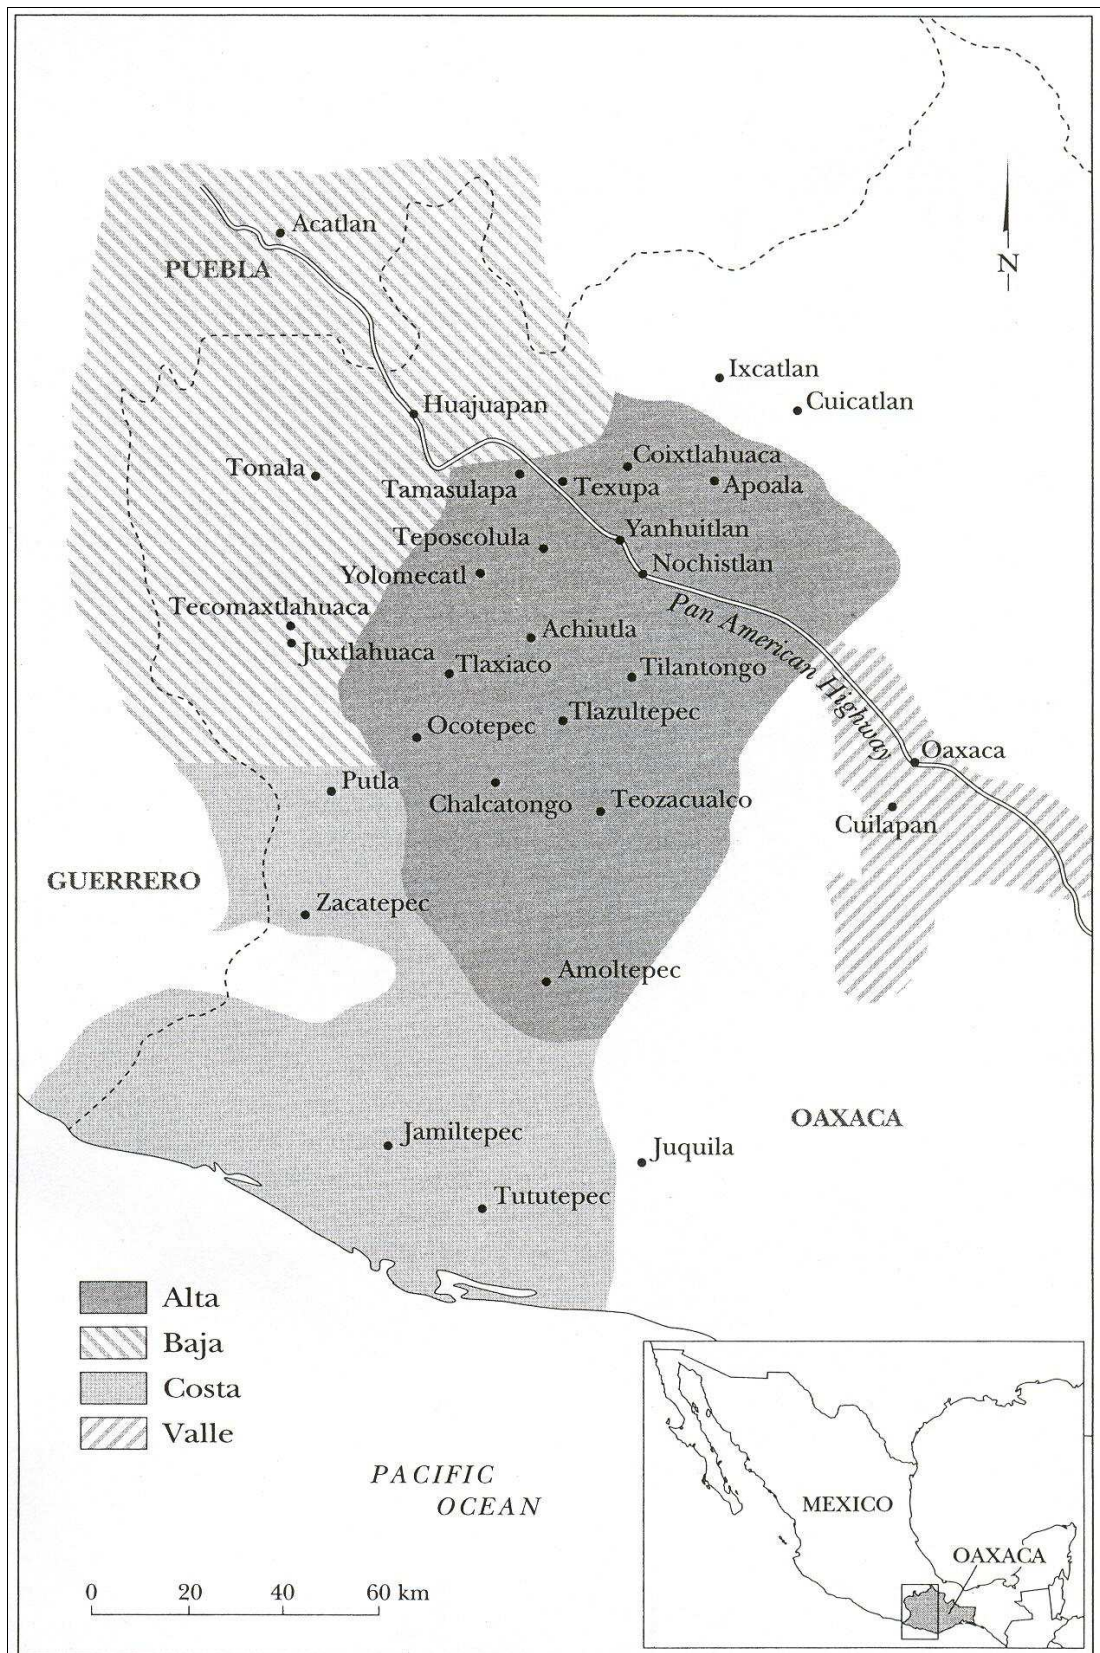 Acatlan
PUEBLA
N
Ixcatlan
Cuicatlan
Huajuapan
Coixtlahuaca
Tonala
Tamasulapa
Texupa
Apoala
Yanhuitlan
Teposcolula
Nochistlan
Yolomecatl
Pan American Highway
Tecomaxtlahuaca
Achiutla
Juxtlahuaca
Tlaxiaco
Tilantongo
Tlazultepec
Ocotepec
Oaxaca
Putla
Chalcatongo
Teozacualco
Cuilapan
GUERRERO
Zacatepec
Amoltepec
OAXACA
Jamiltepec
Juquila
Tututepec
Alta
Baja
Costa
Valle
PACIFIC
OCEAN
MEXICO
OAXACA
0 20 40 60 km